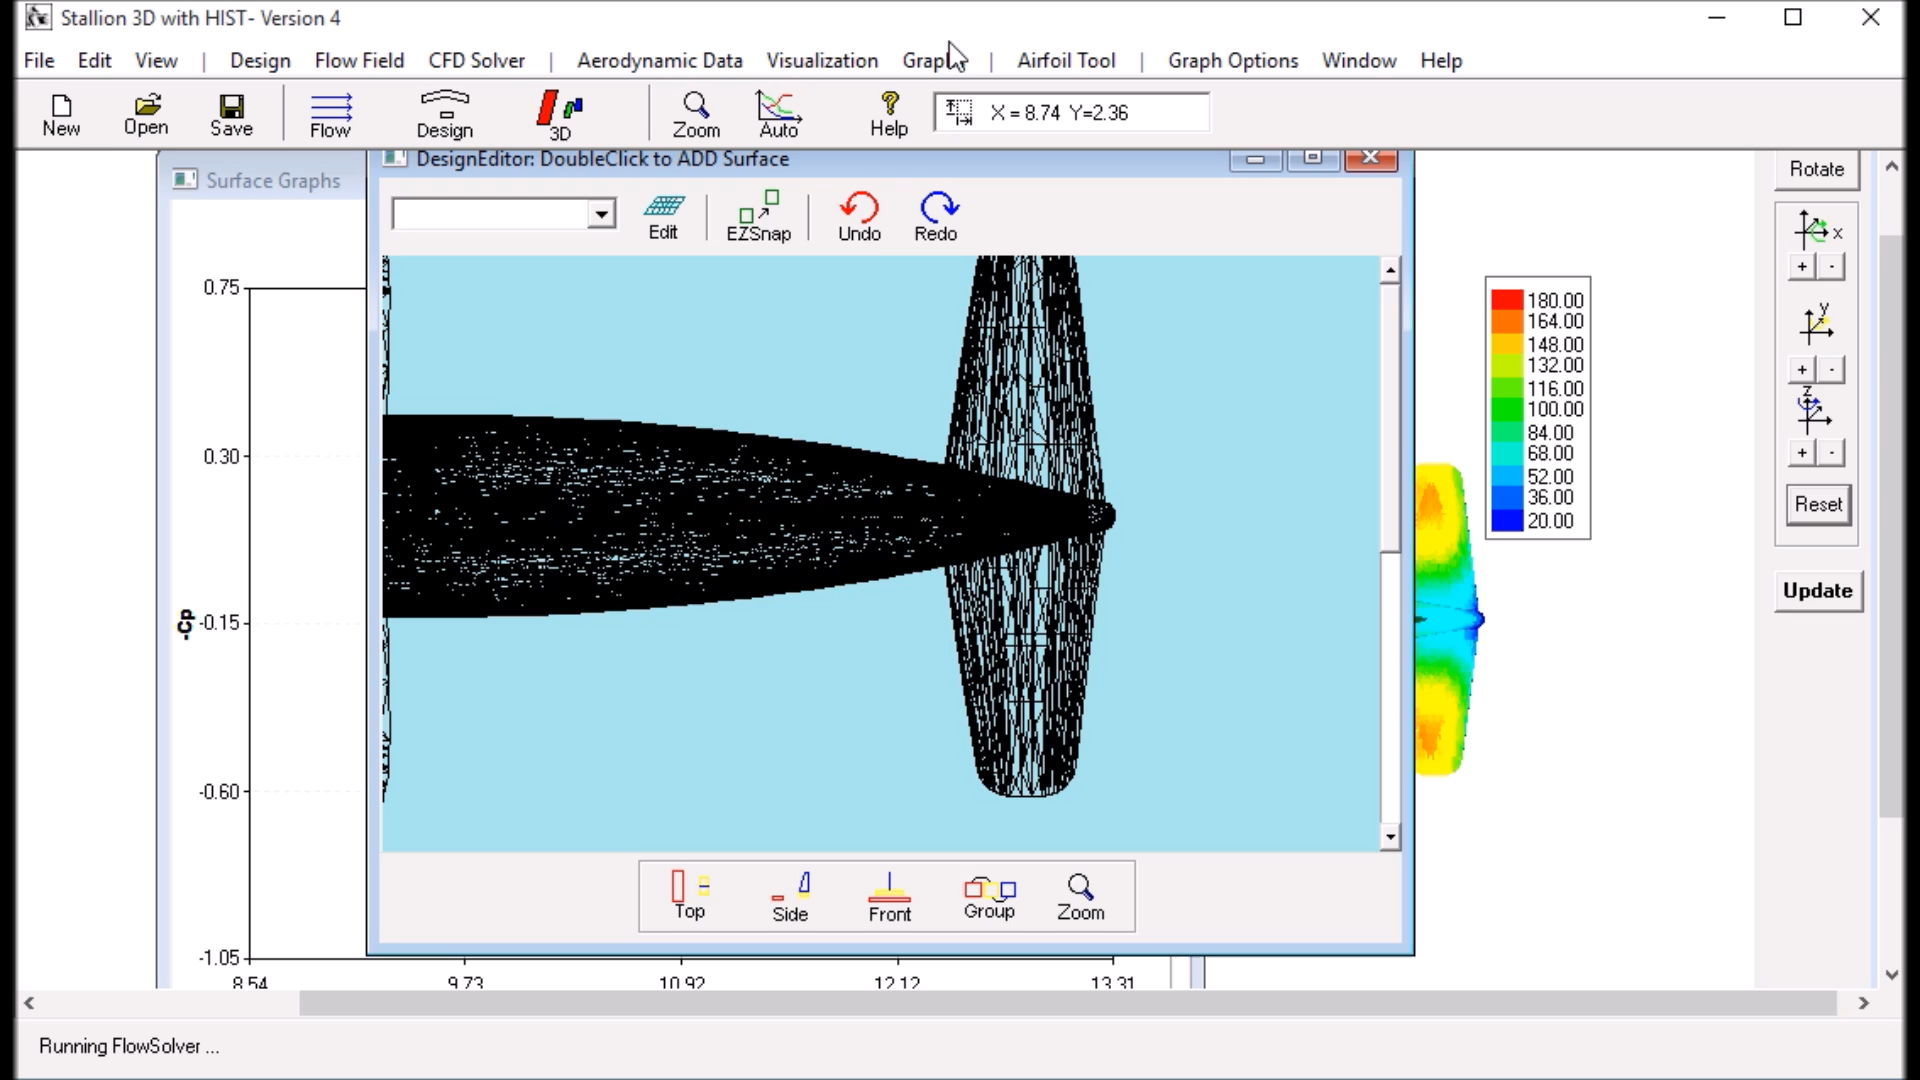 Stallion 3D with HIST- Version 4
File Edit View | Design Flow Field CFD Solver | Aerodynamic Data Visualization Graph | Airfoil Tool | Graph Options Window Help
New Open Save Flow Design 3D Zoom Auto Help X = 8.74 Y=2.36
Surface Graphs
DesignEditor: DoubleClick to ADD Surface
Edit EZSnap Undo Redo
0.75
0.30
-0.15
-0.60
-1.05
-Cp
8.54 9.73 10.92 12.12 13.31
Top Side Front Group Zoom
180.00
164.00
148.00
132.00
116.00
100.00
84.00
68.00
52.00
36.00
20.00
Rotate
x
+ -
y
+ -
z
+ -
Reset
Update
Running FlowSolver ...